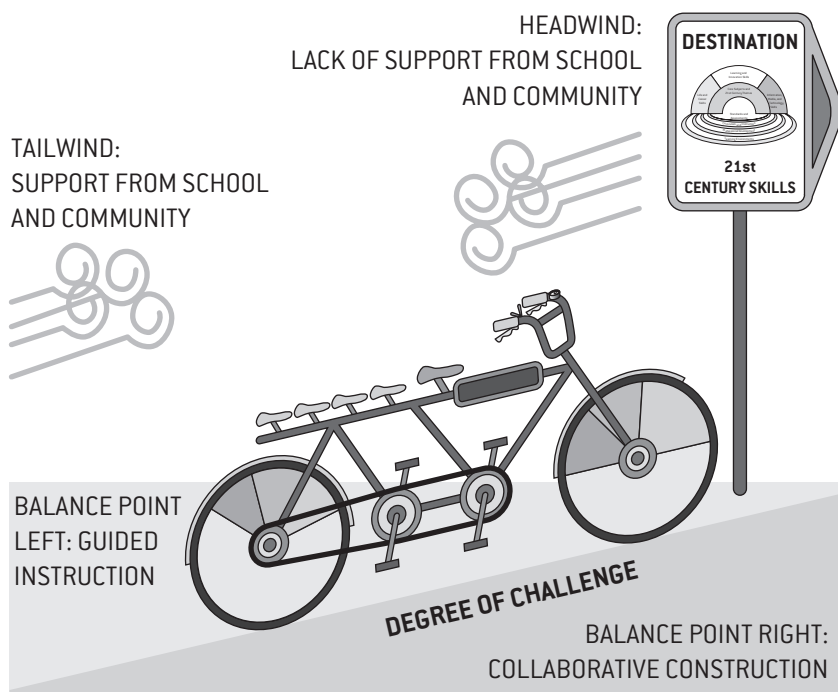 HEADWIND:
LACK OF SUPPORT FROM SCHOOL
AND COMMUNITY
DESTINATION
21st
CENTURY SKILLS
TAILWIND:
SUPPORT FROM SCHOOL
AND COMMUNITY
BALANCE POINT
LEFT: GUIDED
INSTRUCTION
DEGREE OF CHALLENGE
BALANCE POINT RIGHT:
COLLABORATIVE CONSTRUCTION